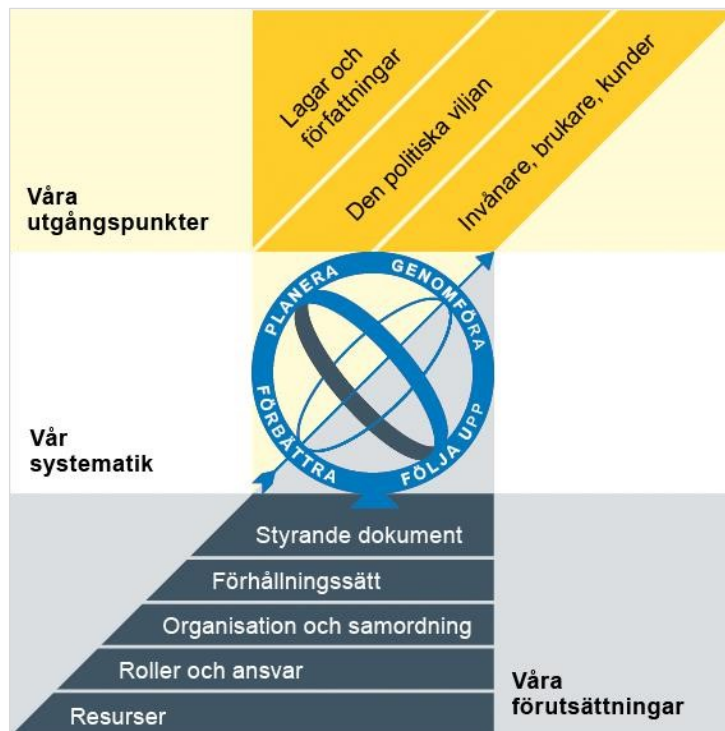 Lagar och
författningar
Den politiska viljan
Invånare, brukare, kunder
Våra
utgångspunkter
PLANERA
GENOMFÖRA
FÖLJA UPP
FÖRBÄTTRA
Vår
systematik
Styrande dokument
Förhållningssätt
Organisation och samordning
Roller och ansvar
Resurser
Våra
förutsättningar